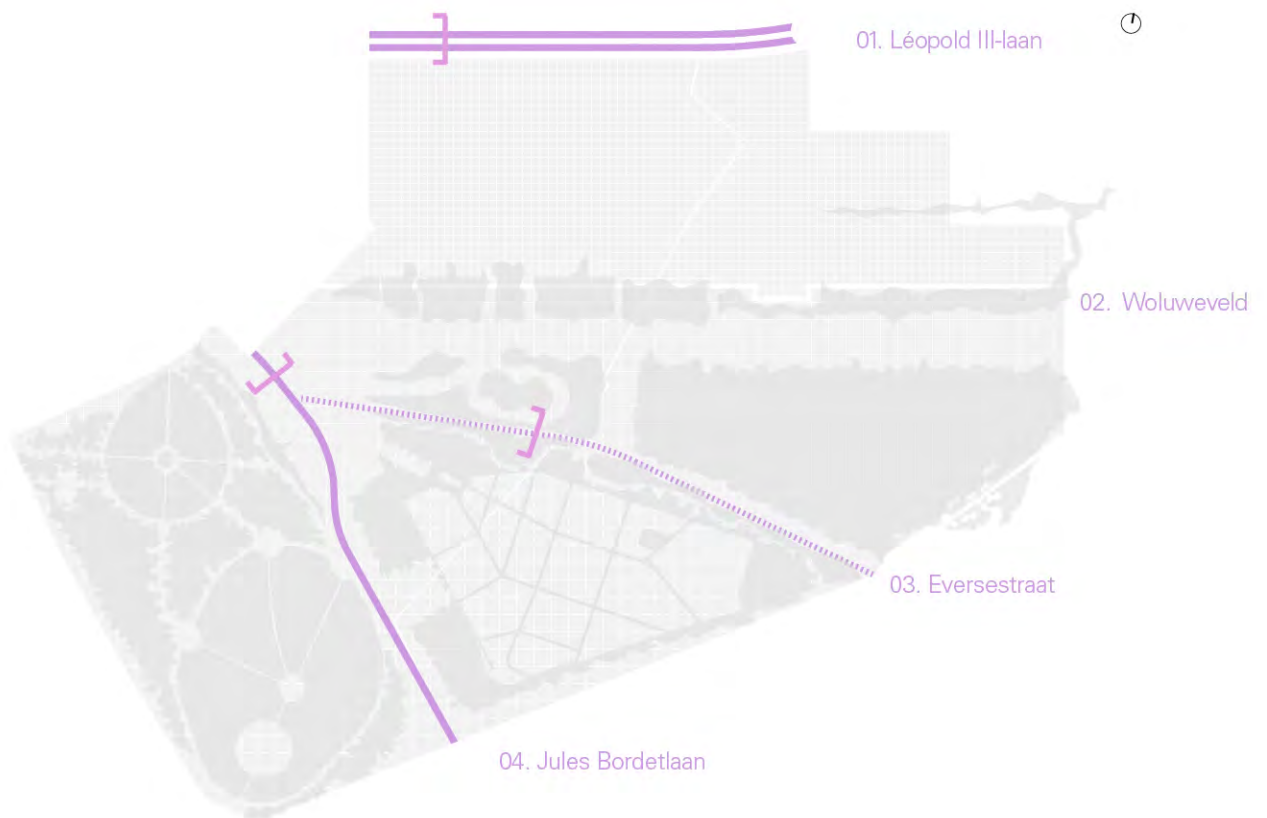 01. Léopold III-laan
02. Woluweveld
03. Eversestraat
04. Jules Bordetlaan